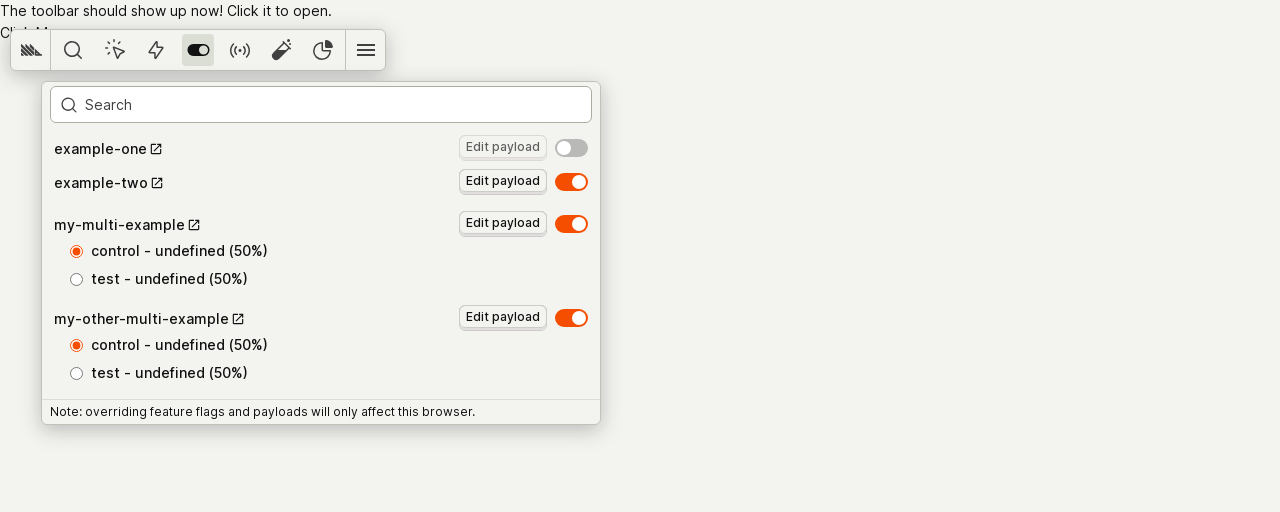 The toolbar should show up now! Click it to open.
Search
example-one
Edit payload
example-two
Edit payload
my-multi-example
Edit payload
control - undefined (50%)
test - undefined (50%)
my-other-multi-example
Edit payload
control - undefined (50%)
test - undefined (50%)
Note: overriding feature flags and payloads will only affect this browser.